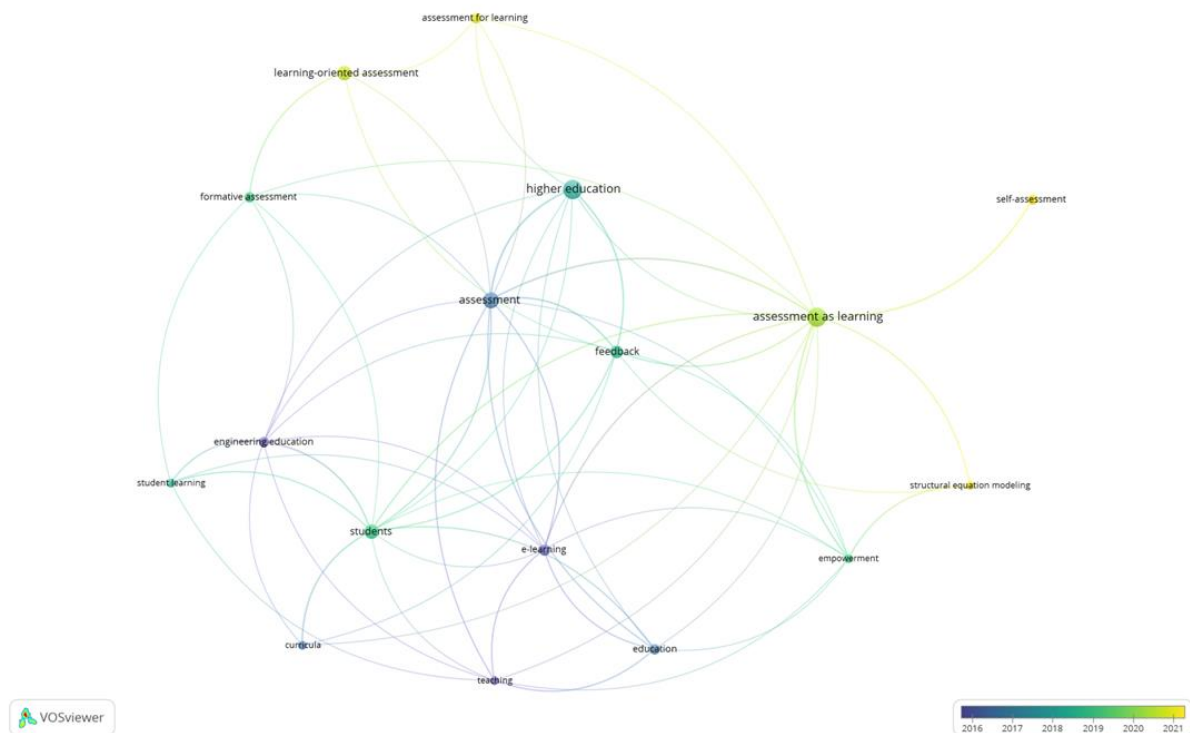 assessment for learning
learning-oriented assessment
higher education
formative assessment
self-assessment
assessment
assessment as learning
feedback
engineering education
student learning
structural equation modeling
students
e-learning
empowerment
curricula
education
teaching
VOSviewer
2016 2017 2018 2019 2020 2021